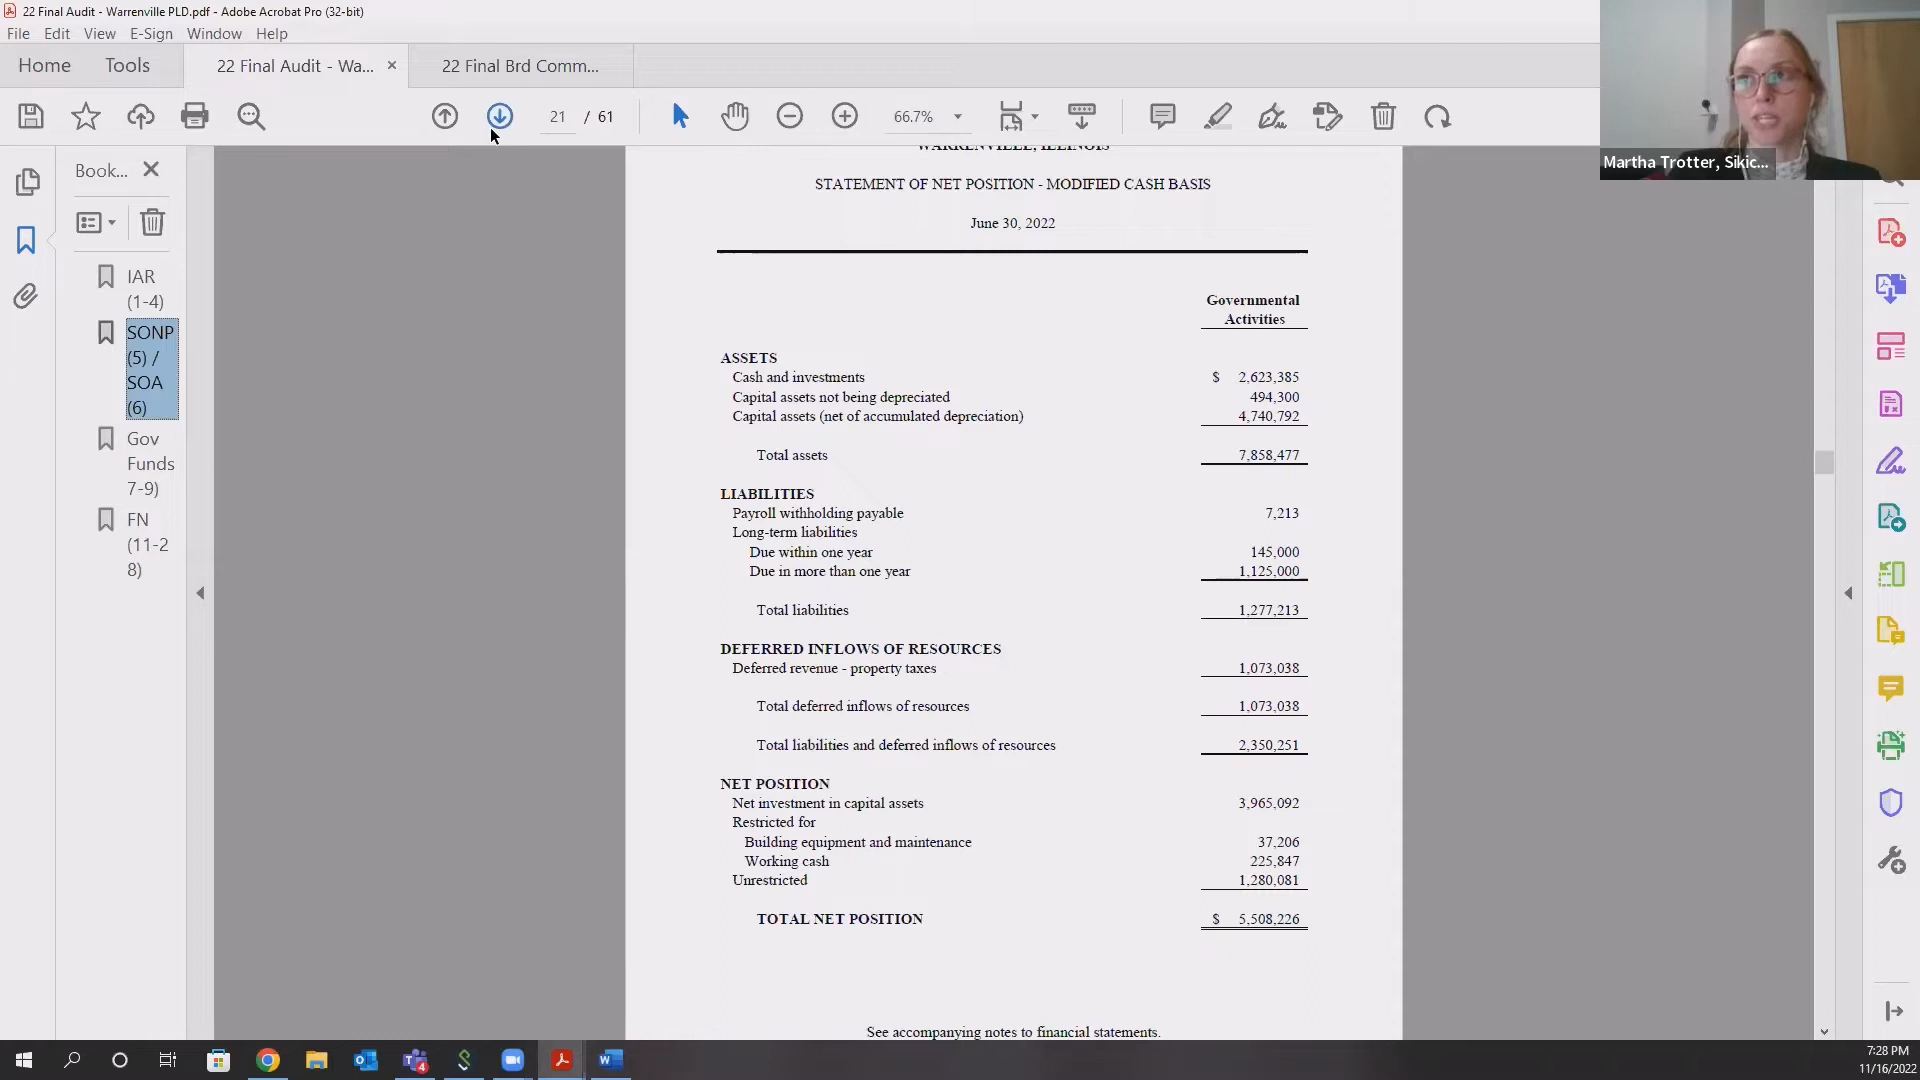 22 Final Audit - Warrenville PLD.pdf - Adobe Acrobat Pro (32-bit)
File Edit View E-Sign Window Help
Home Tools 22 Final Audit - Wa... × 22 Final Brd Comm...
21 / 61 66.7%
Martha Trotter, Sikic...
Book...
IAR
(1-4)
SONP
(5) /
SOA
(6)
Gov
Funds
7-9)
FN
(11-2
8)
WARRENVILLE, ILLINOIS
STATEMENT OF NET POSITION - MODIFIED CASH BASIS
June 30, 2022
Governmental
Activities
ASSETS
Cash and investments $ 2,623,385
Capital assets not being depreciated 494,300
Capital assets (net of accumulated depreciation) 4,740,792
Total assets 7,858,477
LIABILITIES
Payroll withholding payable 7,213
Long-term liabilities
Due within one year 145,000
Due in more than one year 1,125,000
Total liabilities 1,277,213
DEFERRED INFLOWS OF RESOURCES
Deferred revenue - property taxes 1,073,038
Total deferred inflows of resources 1,073,038
Total liabilities and deferred inflows of resources 2,350,251
NET POSITION
Net investment in capital assets 3,965,092
Restricted for
Building equipment and maintenance 37,206
Working cash 225,847
Unrestricted 1,280,081
TOTAL NET POSITION $ 5,508,226
See accompanying notes to financial statements.
4
7:28 PM
11/16/2022